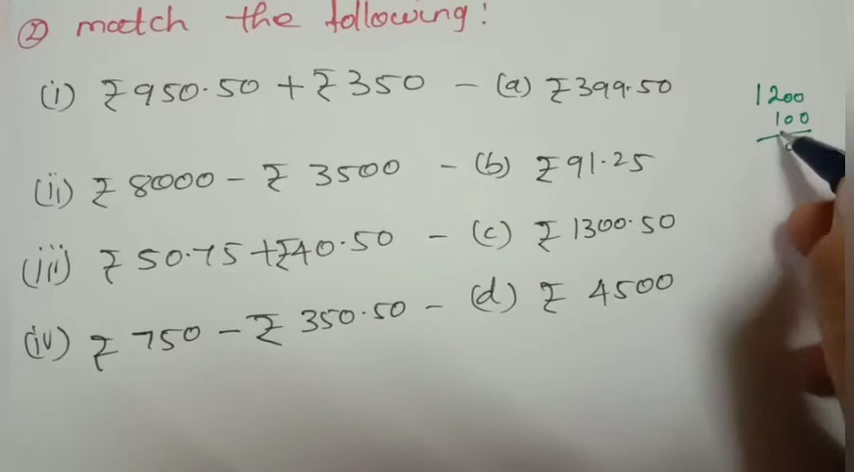 ② match the following:
(i) ₹950.50 + ₹350 - (a) ₹399.50
1200
100
(ii) ₹ 8000 - ₹ 3500 - (b) ₹91.25
(iii) ₹50.75 + ₹40.50 - (c) ₹1300.50
(iv) ₹ 750 - ₹ 350.50 - (d) ₹ 4500